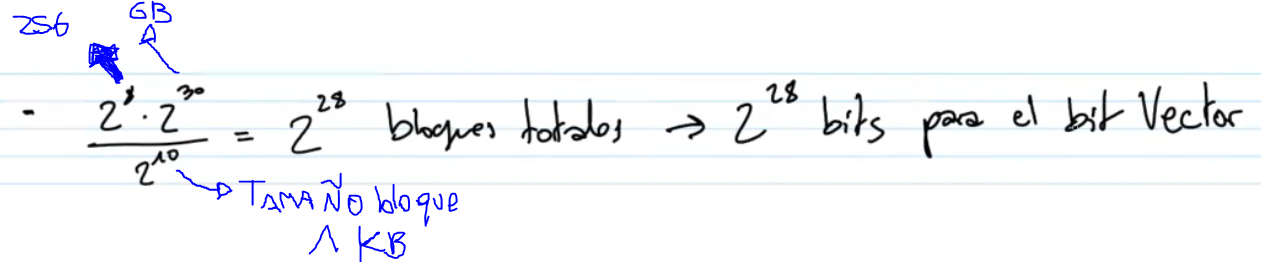 256 GB
- 2^8 · 2^30 / 2^10 = 2^28 bloques totales → 2^28 bits para el bit Vector
TAMAÑO bloque
1 KB